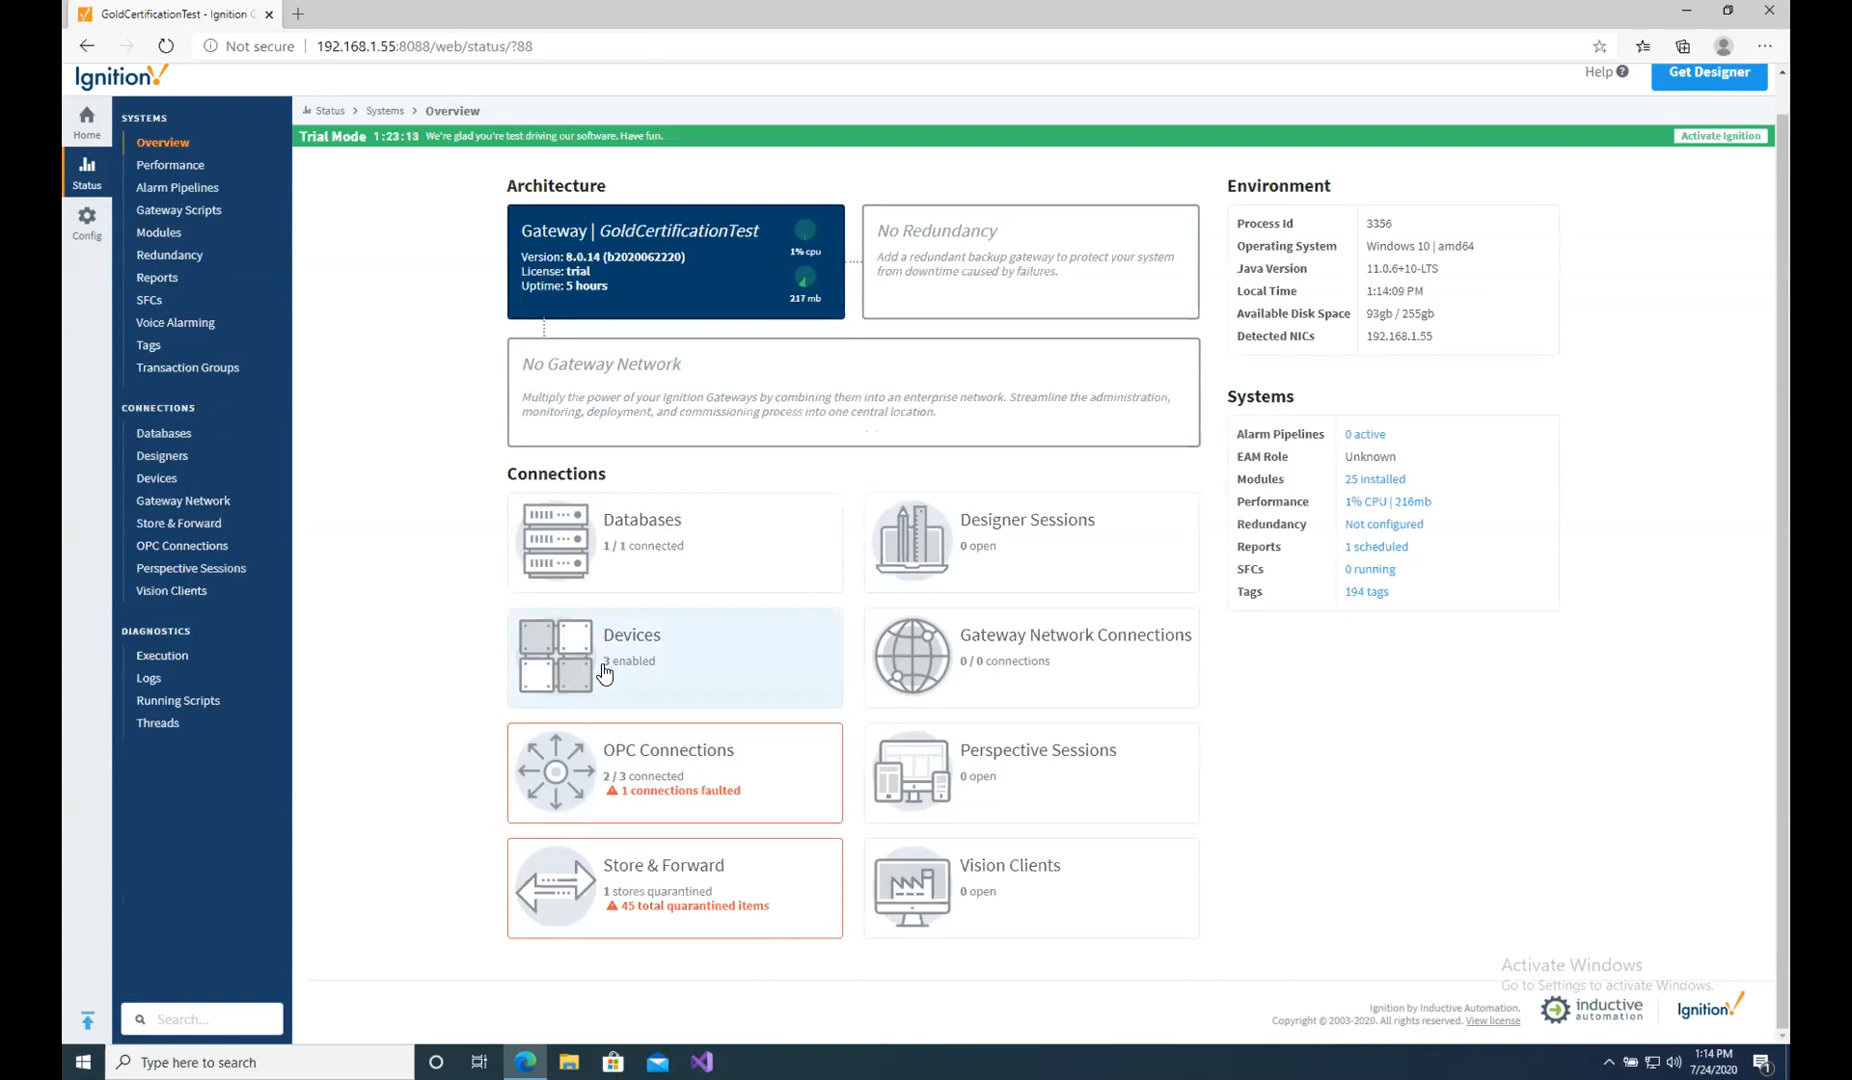 GoldCertificationTest - Ignition G
Not secure
192.168.1.55:8088/web/status/?88
Ignition!
Help
Get Designer
Home
Status
Config
SYSTEMS
Overview
Performance
Alarm Pipelines
Gateway Scripts
Modules
Redundancy
Reports
SFCs
Voice Alarming
Tags
Transaction Groups
CONNECTIONS
Databases
Designers
Devices
Gateway Network
Store & Forward
OPC Connections
Perspective Sessions
Vision Clients
DIAGNOSTICS
Execution
Logs
Running Scripts
Threads
Search...
Status > Systems > Overview
Trial Mode 1:23:13 We're glad you're test driving our software. Have fun.
Activate Ignition
Architecture
Gateway | GoldCertificationTest
Version: 8.0.14 (b2020062220)
License: trial
Uptime: 5 hours
1% cpu
217 mb
No Redundancy
Add a redundant backup gateway to protect your system
from downtime caused by failures.
No Gateway Network
Multiply the power of your Ignition Gateways by combining them into an enterprise network. Streamline the administration,
monitoring, deployment, and commissioning process into one central location.
Connections
Databases
1 / 1 connected
Designer Sessions
0 open
Devices
3 enabled
Gateway Network Connections
0 / 0 connections
OPC Connections
2 / 3 connected
1 connections faulted
Perspective Sessions
0 open
Store & Forward
1 stores quarantined
45 total quarantined items
Vision Clients
0 open
Environment
Process Id 3356
Operating System Windows 10 | amd64
Java Version 11.0.6+10-LTS
Local Time 1:14:09 PM
Available Disk Space 93gb / 255gb
Detected NICs 192.168.1.55
Systems
Alarm Pipelines 0 active
EAM Role Unknown
Modules 25 installed
Performance 1% CPU | 216mb
Redundancy Not configured
Reports 1 scheduled
SFCs 0 running
Tags 194 tags
Activate Windows
Go to Settings to activate Windows.
Ignition by Inductive Automation.
Copyright © 2003-2020. All rights reserved. View license
inductive
automation
Ignition!
Type here to search
1:14 PM
7/24/2020
1